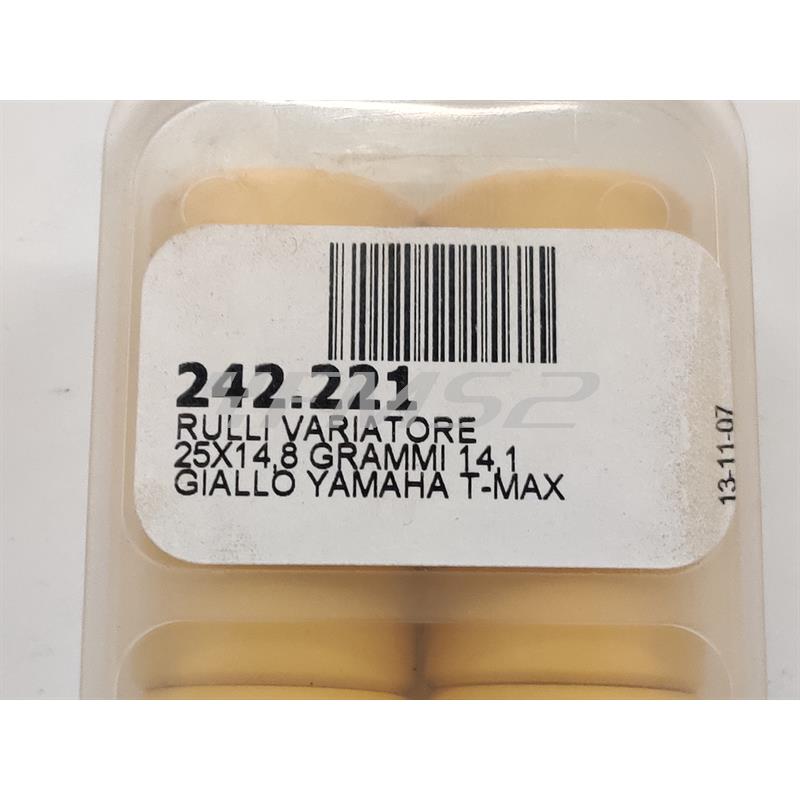 242.221
RULLI VARIATORE
25X14,8 GRAMMI 14,1
GIALLO YAMAHA T-MAX
13-11-07